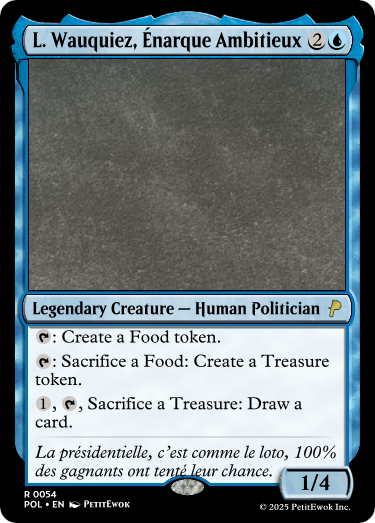 L. Wauquiez, Énarque Ambitieux 2
Legendary Creature — Human Politician
: Create a Food token.
: Sacrifice a Food: Create a Treasure
token.
1, , Sacrifice a Treasure: Draw a
card.
La présidentielle, c'est comme le loto, 100%
des gagnants ont tenté leur chance.
1/4
R 0054
POL • EN PetitEwok
© 2025 PetitEwok Inc.